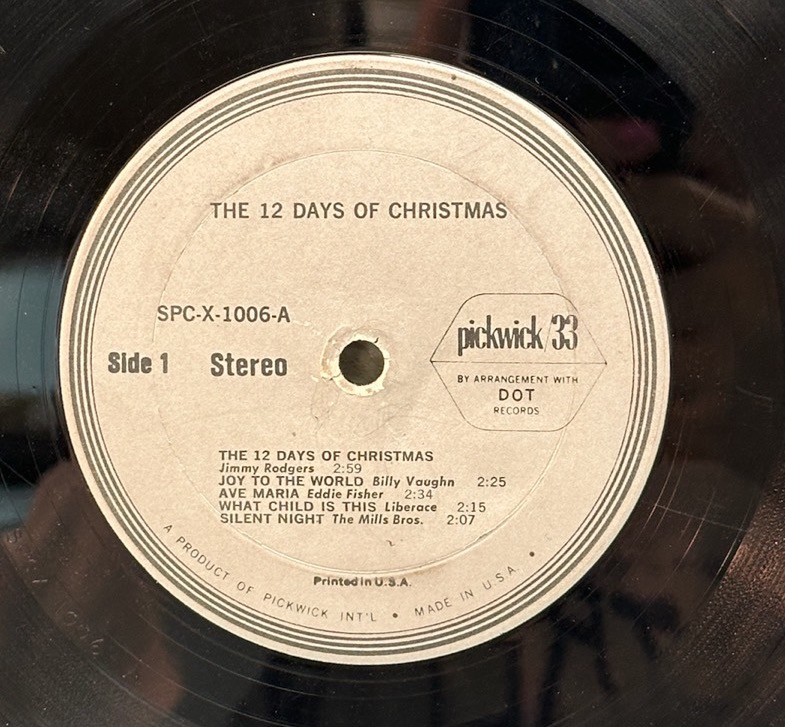 THE 12 DAYS OF CHRISTMAS
SPC-X-1006-A
Side 1 Stereo
pickwick/33
BY ARRANGEMENT WITH
DOT
RECORDS
THE 12 DAYS OF CHRISTMAS
Jimmy Rodgers 2:59
JOY TO THE WORLD Billy Vaughn 2:25
AVE MARIA Eddie Fisher 2:34
WHAT CHILD IS THIS Liberace 2:15
SILENT NIGHT The Mills Bros. 2:07
Printed in U.S.A.
A PRODUCT OF PICKWICK INT'L • MADE IN U.S.A. •